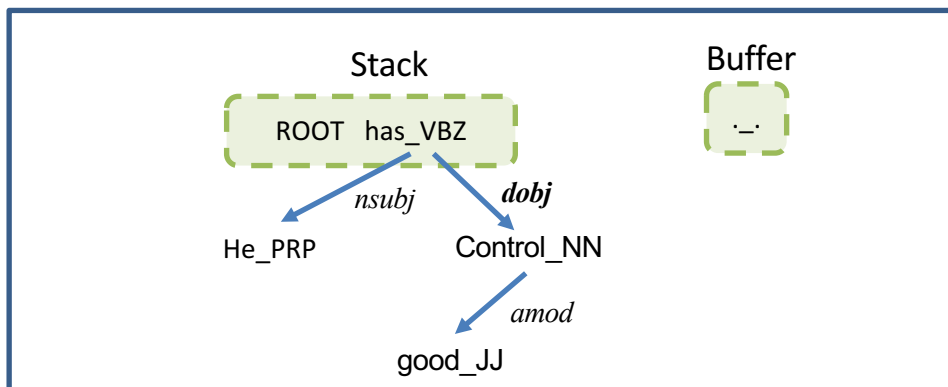 Stack
Buffer
ROOT has_VBZ
._.
nsubj
dobj
He_PRP
Control_NN
amod
good_JJ